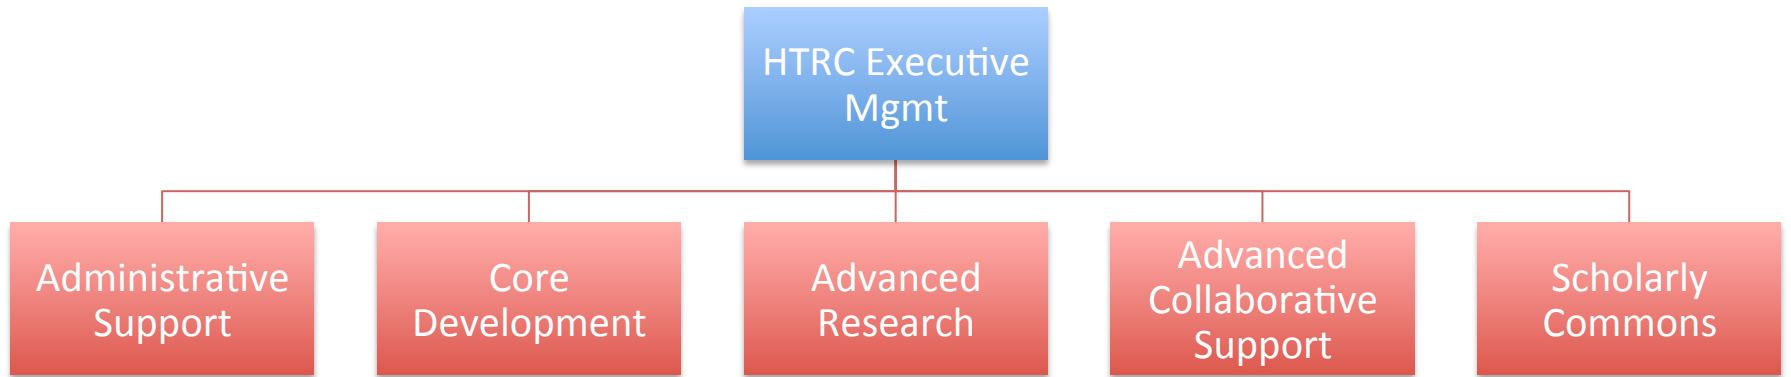 HTRC Executive
Mgmt
Administrative
Support
Core
Development
Advanced
Research
Advanced
Collaborative
Support
Scholarly
Commons